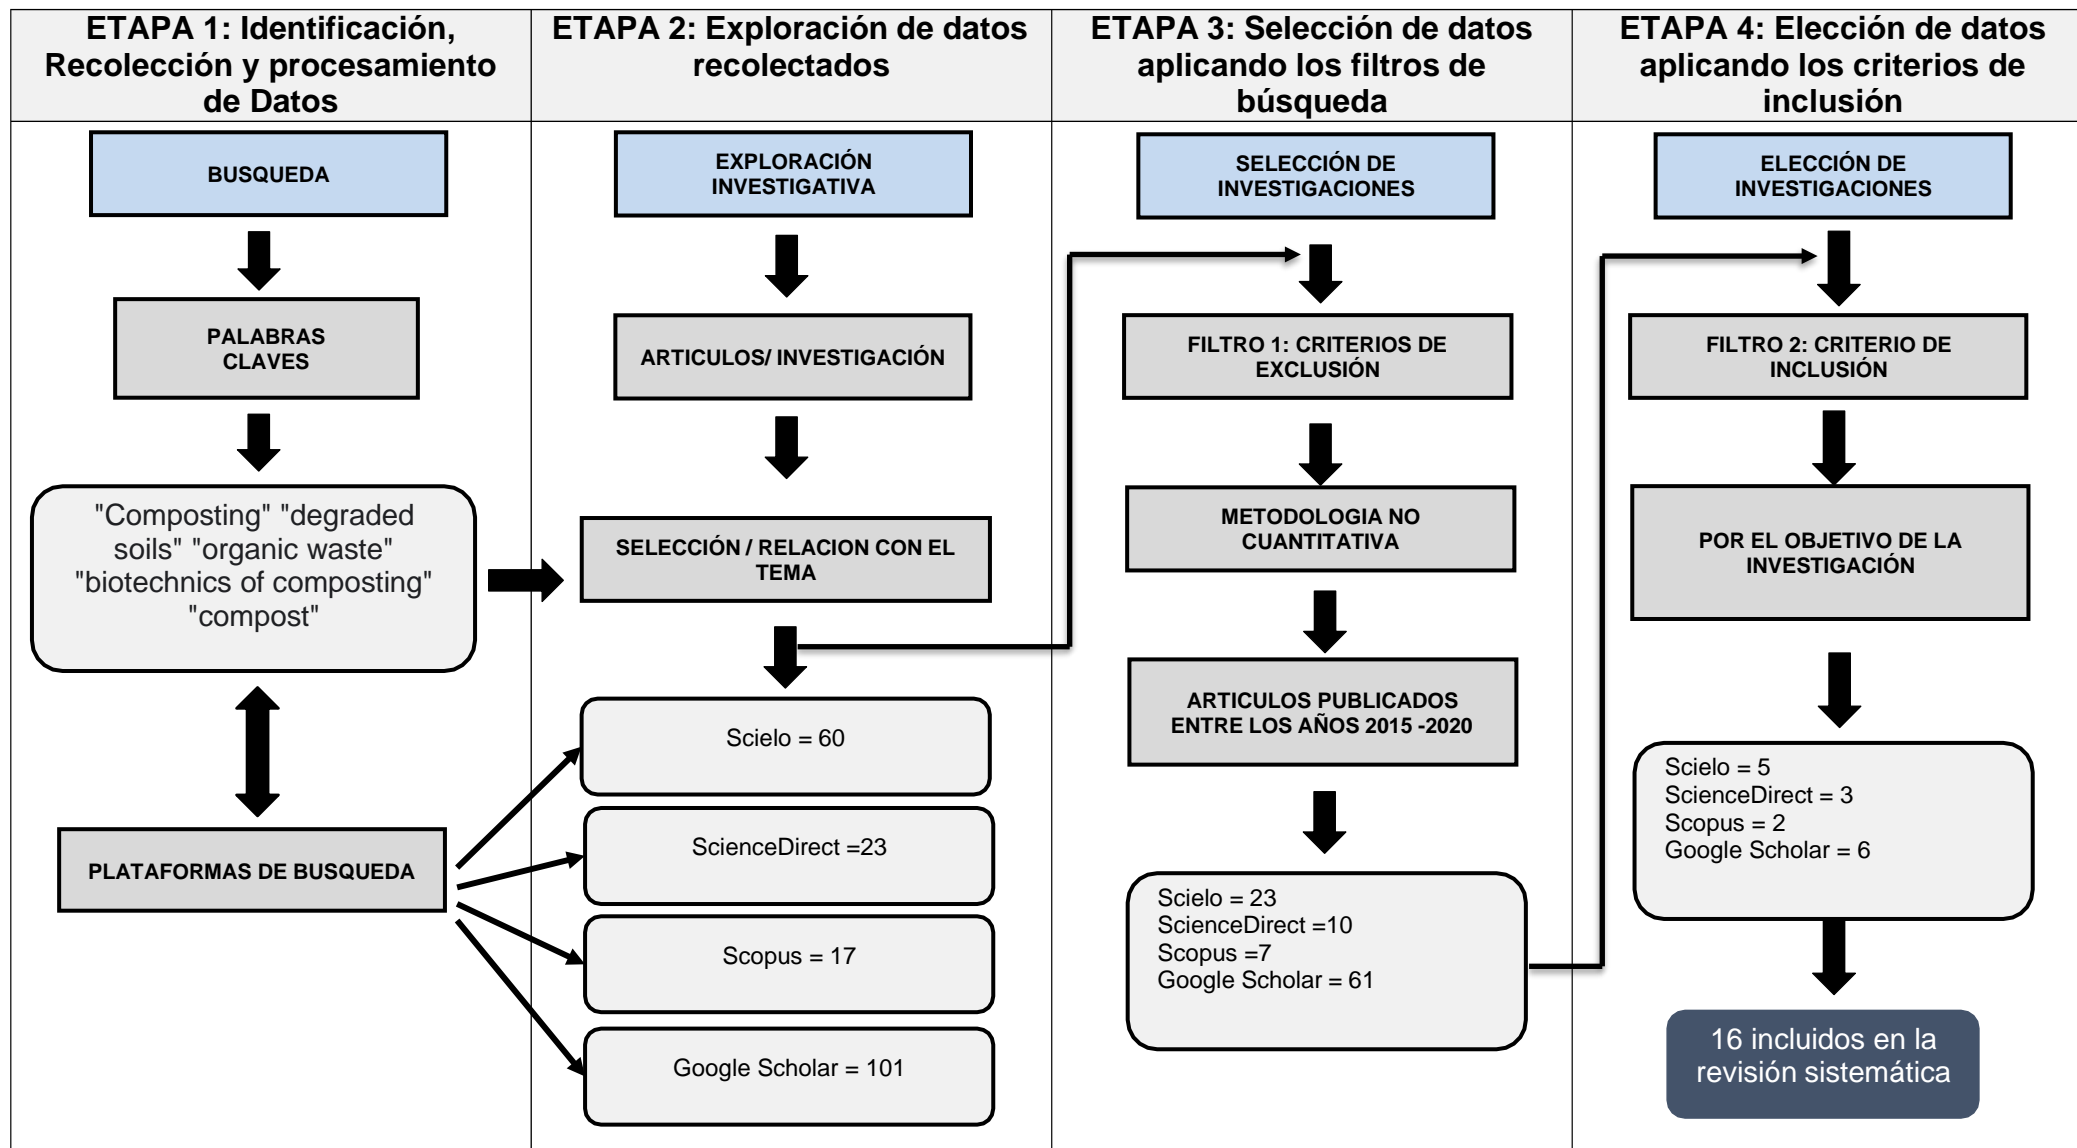 ETAPA 1: Identificación,
Recolección y procesamiento
de Datos
ETAPA 2: Exploración de datos
recolectados
ETAPA 3: Selección de datos
aplicando los filtros de
búsqueda
ETAPA 4: Elección de datos
aplicando los criterios de
inclusión
BUSQUEDA
PALABRAS
CLAVES
"Composting" "degraded
soils" "organic waste"
"biotechnics of composting"
"compost"
PLATAFORMAS DE BUSQUEDA
EXPLORACIÓN
INVESTIGATIVA
ARTICULOS/ INVESTIGACIÓN
SELECCIÓN / RELACION CON EL
TEMA
Scielo = 60
ScienceDirect =23
Scopus = 17
Google Scholar = 101
SELECCIÓN DE
INVESTIGACIONES
FILTRO 1: CRITERIOS DE
EXCLUSIÓN
METODOLOGIA NO
CUANTITATIVA
ARTICULOS PUBLICADOS
ENTRE LOS AÑOS 2015 -2020
Scielo = 23
ScienceDirect =10
Scopus =7
Google Scholar = 61
ELECCIÓN DE
INVESTIGACIONES
FILTRO 2: CRITERIO DE
INCLUSIÓN
POR EL OBJETIVO DE LA
INVESTIGACIÓN
Scielo = 5
ScienceDirect = 3
Scopus = 2
Google Scholar = 6
16 incluidos en la
revisión sistemática